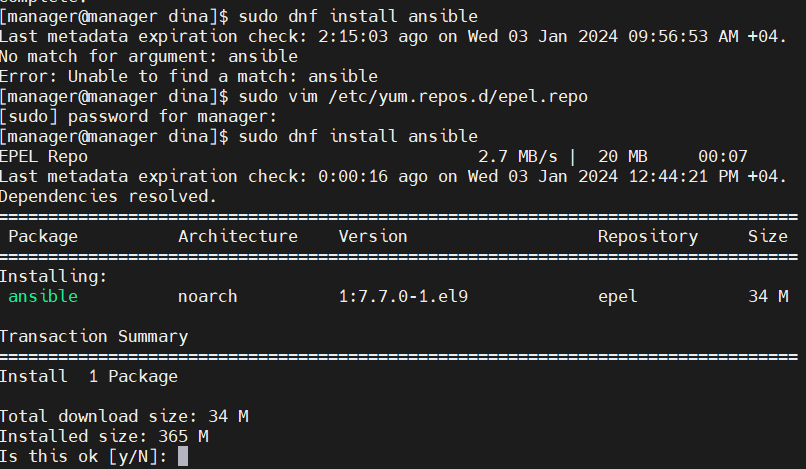 Complete.
[manager@manager dina]$ sudo dnf install ansible
Last metadata expiration check: 2:15:03 ago on Wed 03 Jan 2024 09:56:53 AM +04.
No match for argument: ansible
Error: Unable to find a match: ansible
[manager@manager dina]$ sudo vim /etc/yum.repos.d/epel.repo
[sudo] password for manager:
[manager@manager dina]$ sudo dnf install ansible
EPEL Repo 2.7 MB/s | 20 MB 00:07
Last metadata expiration check: 0:00:16 ago on Wed 03 Jan 2024 12:44:21 PM +04.
Dependencies resolved.
================================================================================
Package Architecture Version Repository Size
================================================================================
Installing:
ansible noarch 1:7.7.0-1.el9 epel 34 M
Transaction Summary
================================================================================
Install 1 Package
Total download size: 34 M
Installed size: 365 M
Is this ok [y/N]: